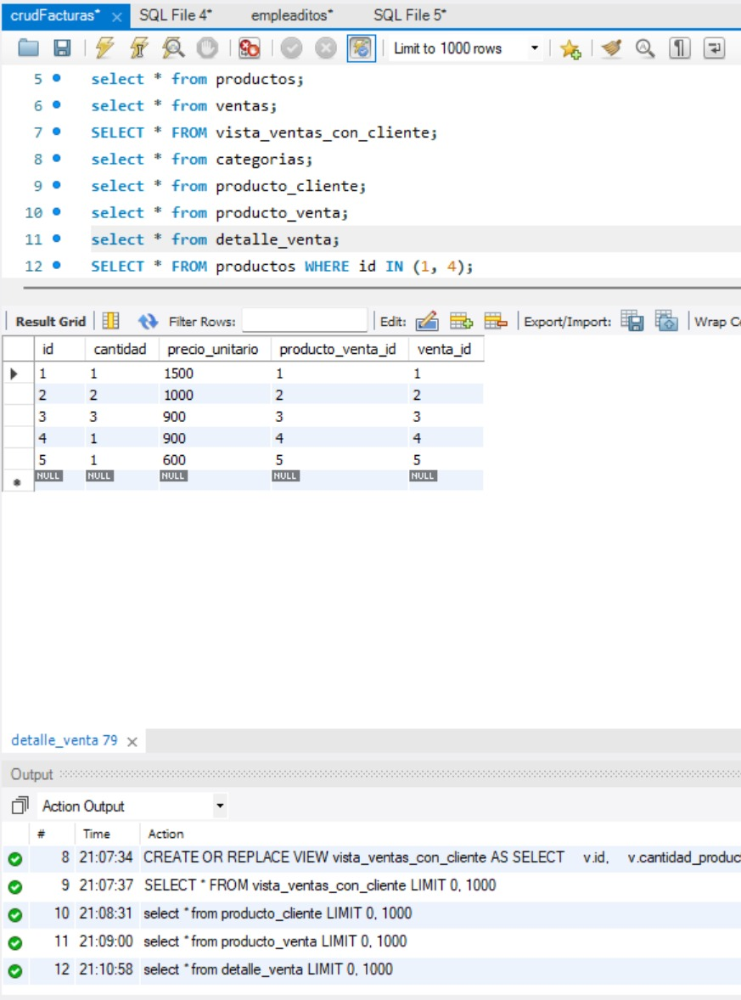 crudFacturas* SQL File 4* empleaditos* SQL File 5*
Limit to 1000 rows
5 select * from productos;
6 select * from ventas;
7 SELECT * FROM vista_ventas_con_cliente;
8 select * from categorias;
9 select * from producto_cliente;
10 select * from producto_venta;
11 select * from detalle_venta;
12 SELECT * FROM productos WHERE id IN (1, 4);
Result Grid Filter Rows: Edit: Export/Import: Wrap C
id cantidad precio_unitario producto_venta_id venta_id
1 1 1500 1 1
2 2 1000 2 2
3 3 900 3 3
4 1 900 4 4
5 1 600 5 5
NULL NULL NULL NULL NULL
detalle_venta 79
Output
Action Output
# Time Action
8 21:07:34 CREATE OR REPLACE VIEW vista_ventas_con_cliente AS SELECT v.id, v.cantidad_produc
9 21:07:37 SELECT * FROM vista_ventas_con_cliente LIMIT 0, 1000
10 21:08:31 select * from producto_cliente LIMIT 0, 1000
11 21:09:00 select * from producto_venta LIMIT 0, 1000
12 21:10:58 select * from detalle_venta LIMIT 0, 1000